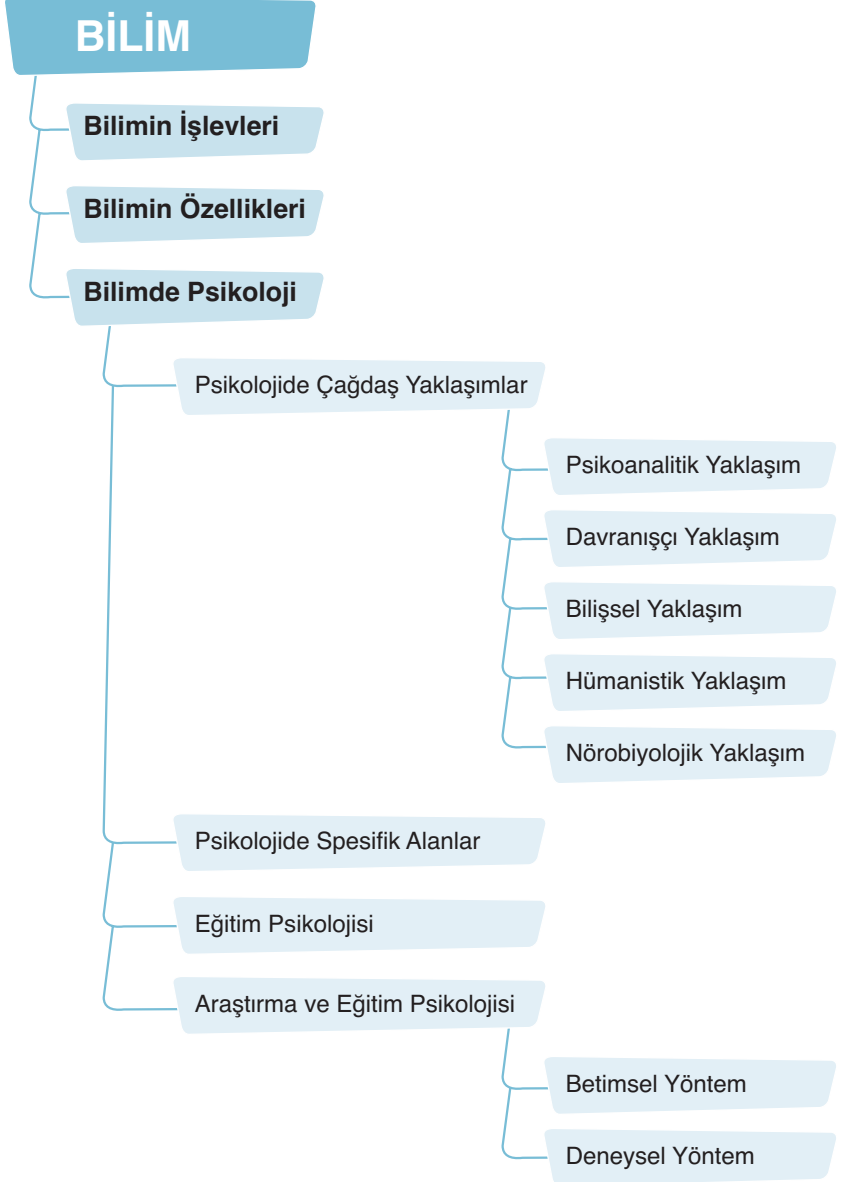 BİLİM
Bilimin İşlevleri
Bilimin Özellikleri
Bilimde Psikoloji
Psikolojide Çağdaş Yaklaşımlar
Psikoanalitik Yaklaşım
Davranışçı Yaklaşım
Bilişsel Yaklaşım
Hümanistik Yaklaşım
Nörobiyolojik Yaklaşım
Psikolojide Spesifik Alanlar
Eğitim Psikolojisi
Araştırma ve Eğitim Psikolojisi
Betimsel Yöntem
Deneysel Yöntem